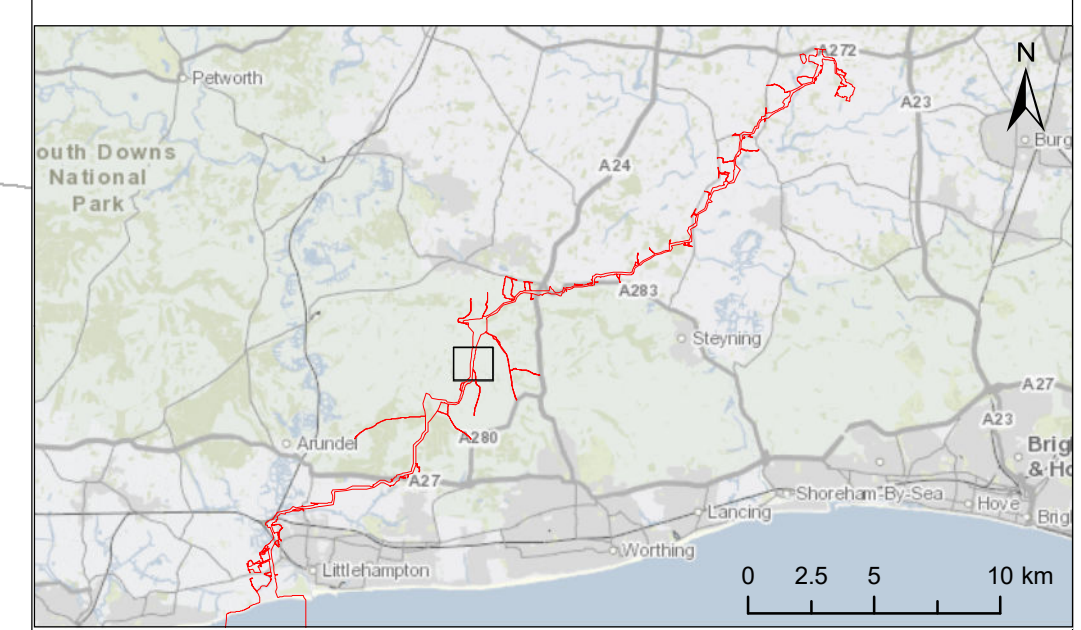 A272
N
Petworth
A23
Burg
outh Downs
National
Park
A24
A283
Steyning
A27
A23
Arundel
A280
Brig
& Ho
A27
Shoreham-By-Sea
Hove
Lancing
Brig
Worthing
Littlehampton
0 2.5 5 10 km